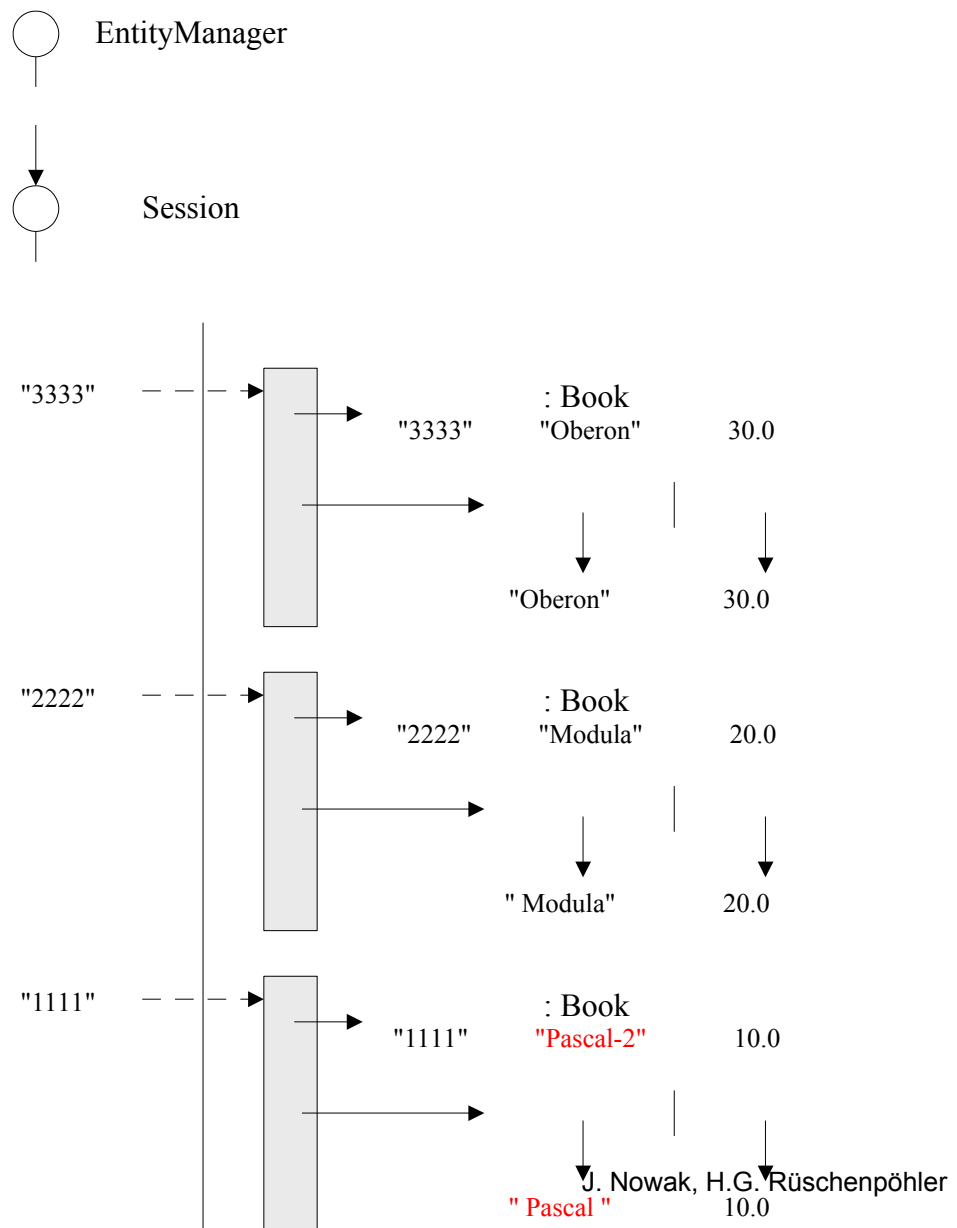 EntityManager
Session
"3333"
: Book
"3333" "Oberon" 30.0
"Oberon" 30.0
"2222"
: Book
"2222" "Modula" 20.0
" Modula" 20.0
"1111"
: Book
"1111" "Pascal-2" 10.0
J. Nowak, H.G. Rüschenpöhler
" Pascal " 10.0